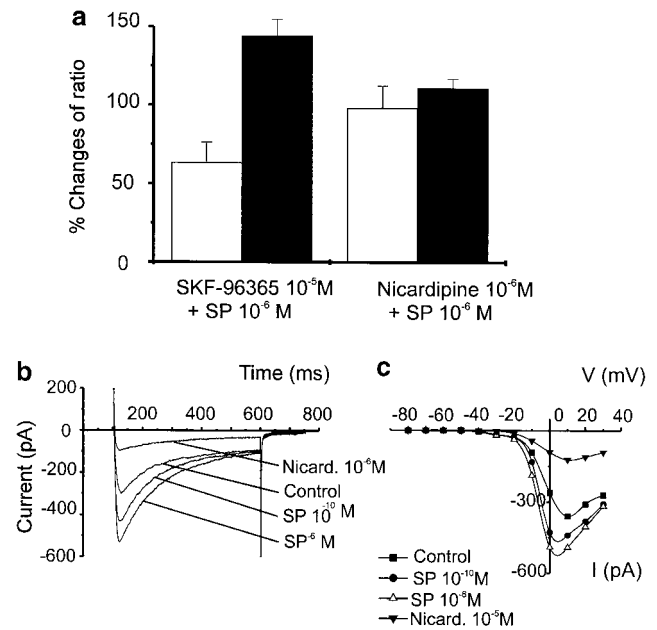 a
% Changes of ratio
150
100
50
0
SKF-96365 10⁻⁵M
+ SP 10⁻⁶ M
Nicardipine 10⁻⁶M
+ SP 10⁻⁶ M
b
Time (ms)
Current (pA)
200
0
-200
-400
-600
200 400 600 800
Nicard. 10⁻⁶M
Control
SP 10⁻¹⁰ M
SP⁻⁶ M
c
V (mV)
-80 -60 -40 -20 0 20 40
-300
-600
I (pA)
Control
SP 10⁻¹⁰M
SP 10⁻⁸M
Nicard. 10⁻⁵M